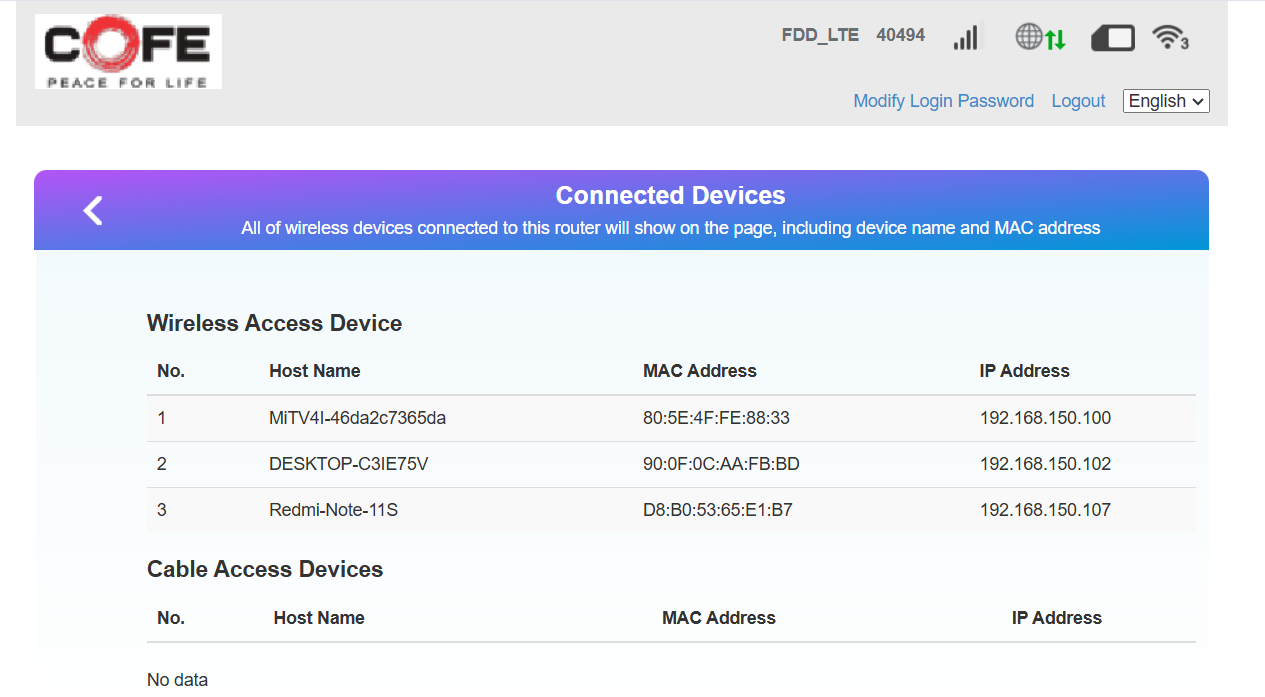 COFE
PEACE FOR LIFE
FDD_LTE 40494
3
Modify Login Password Logout English
Connected Devices
All of wireless devices connected to this router will show on the page, including device name and MAC address
Wireless Access Device
No. Host Name MAC Address IP Address
1 MiTV4I-46da2c7365da 80:5E:4F:FE:88:33 192.168.150.100
2 DESKTOP-C3IE75V 90:0F:0C:AA:FB:BD 192.168.150.102
3 Redmi-Note-11S D8:B0:53:65:E1:B7 192.168.150.107
Cable Access Devices
No. Host Name MAC Address IP Address
No data